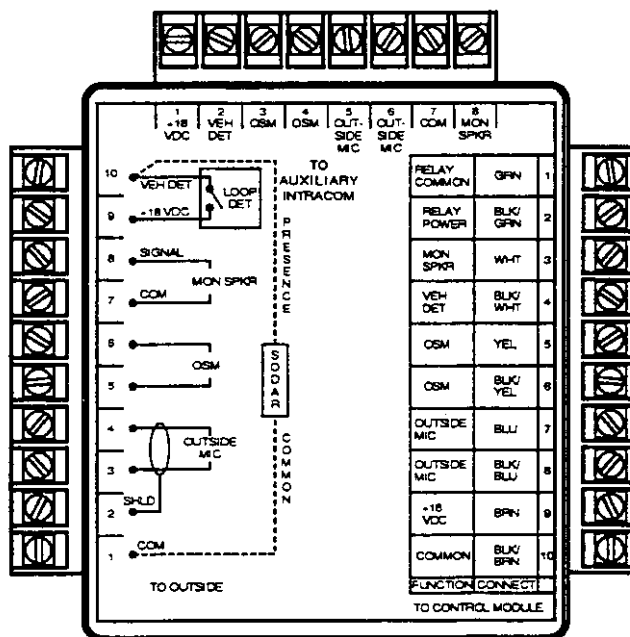 1 2 3 4 5 6 7 8
+18 VDC
VEH DET
OSM
OSM
OUT-SIDE MIC
OUT-SIDE MIC
COM
MON SPKR
TO
AUXILIARY
INTRACOM
10 VEH DET
LOOP
DET
9 +18 VDC
8 SIGNAL
MON SPKR
7 COM
6
OSM
5
4
OUTSIDE
MIC
3
2 SHLD
1 COM
PRESENCE
SODAR
COMMON
TO OUTSIDE
RELAY COMMON GRN 1
RELAY POWER BLK/GRN 2
MON SPKR WHT 3
VEH DET BLK/WHT 4
OSM YEL 5
OSM BLK/YEL 6
OUTSIDE MIC BLU 7
OUTSIDE MIC BLK/BLU 8
+18 VDC BRN 9
COMMON BLK/BRN 10
FUNCTION CONNECT
TO CONTROL MODULE